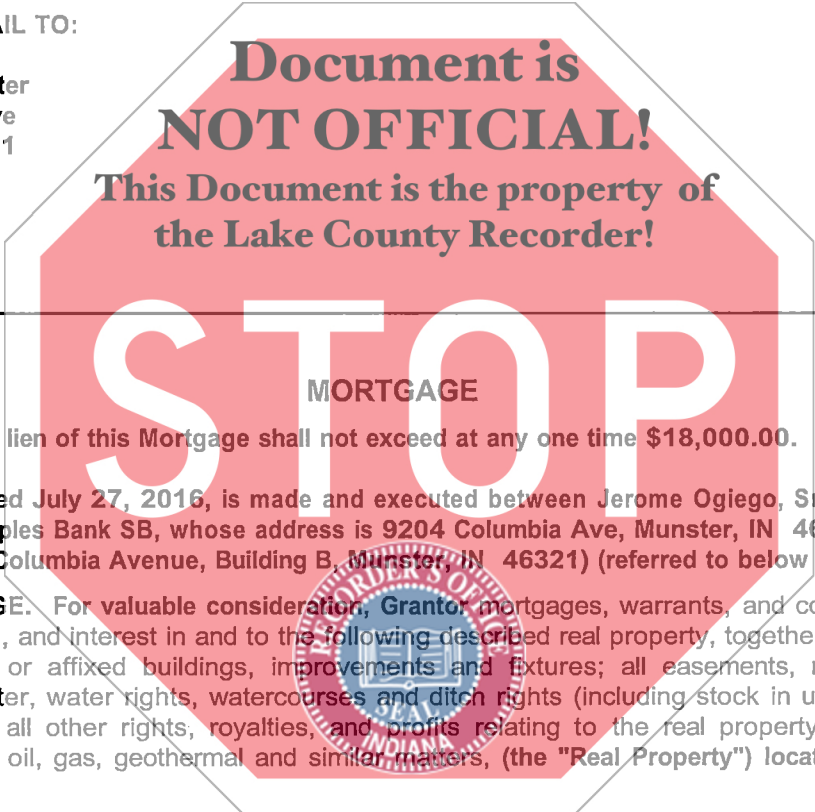 AIL TO:
Document is
ter
NOT OFFICIAL!
e
1
This Document is the property of
the Lake County Recorder!
STOP
MORTGAGE
lien of this Mortgage shall not exceed at any one time $18,000.00.
ed July 27, 2016, is made and executed between Jerome Ogiego, Sr
ples Bank SB, whose address is 9204 Columbia Ave, Munster, IN 46
Columbia Avenue, Building B, Munster, IN 46321) (referred to below
GE. For valuable consideration, Grantor mortgages, warrants, and co
, and interest in and to the following described real property, togethe
or affixed buildings, improvements and fixtures; all easements, r
ter, water rights, watercourses and ditch rights (including stock in u
all other rights, royalties, and profits relating to the real property
oil, gas, geothermal and similar matters, (the "Real Property") locat
RECORDER'S OFFICE
SEAL
INDIANA